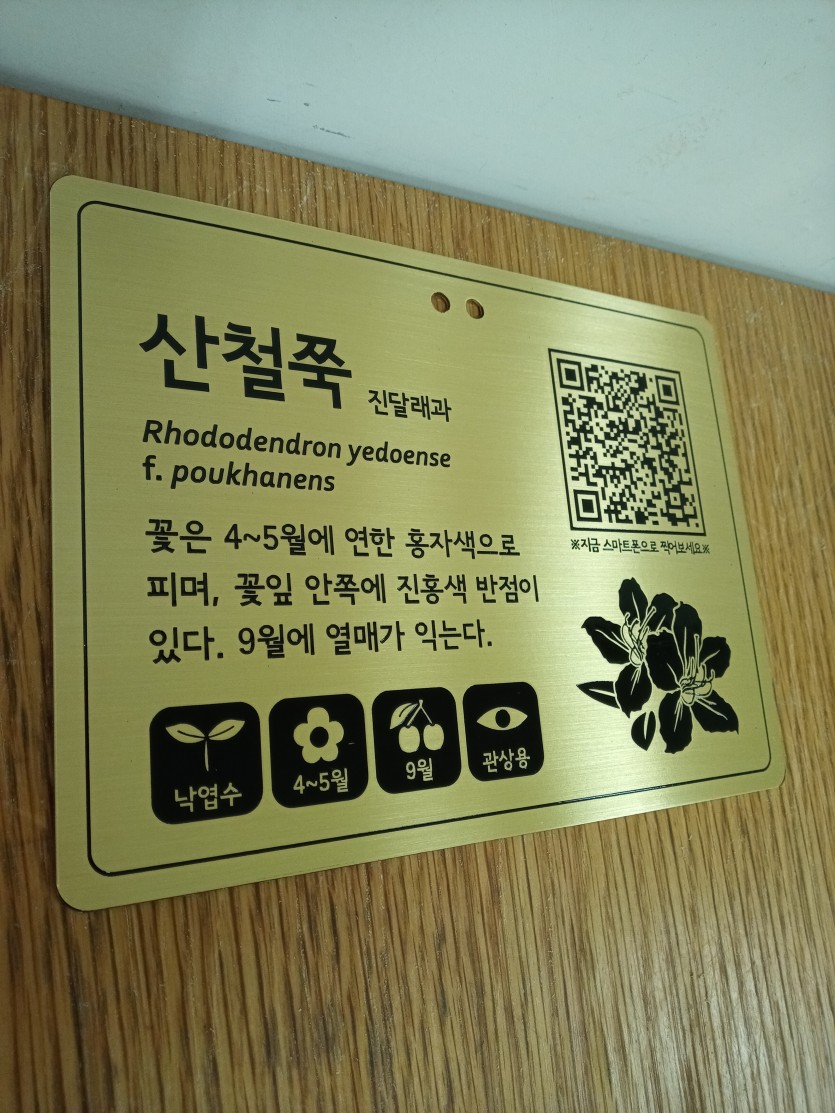 산철쭉 진달래과
Rhododendron yedoense
f. poukhanens
꽃은 4~5월에 연한 홍자색으로
피며, 꽃잎 안쪽에 진홍색 반점이
있다. 9월에 열매가 익는다.
낙엽수
4~5월
9월
관상용
※지금 스마트폰으로 찍어보세요※